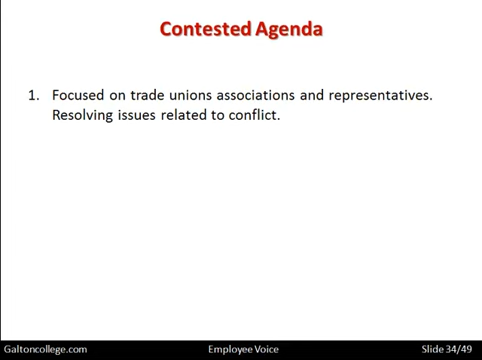 Contested Agenda
1. Focused on trade unions associations and representatives.
Resolving issues related to conflict.
Galtoncollege.com Employee Voice Slide 34/49